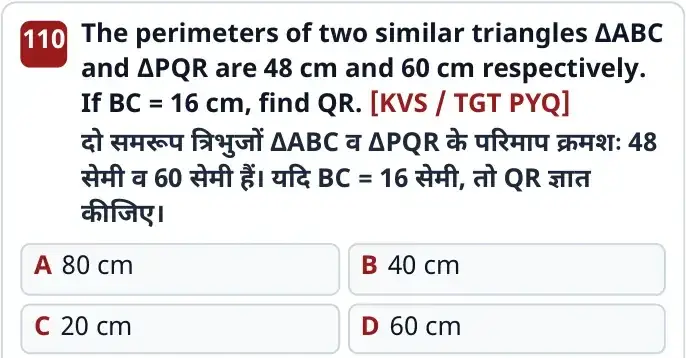 110 The perimeters of two similar triangles ΔABC
and ΔPQR are 48 cm and 60 cm respectively.
If BC = 16 cm, find QR. [KVS / TGT PYQ]
दो समरूप त्रिभुजों ΔABC व ΔPQR के परिमाप क्रमशः 48
सेमी व 60 सेमी हैं। यदि BC = 16 सेमी, तो QR ज्ञात
कीजिए।
A 80 cm
B 40 cm
C 20 cm
D 60 cm